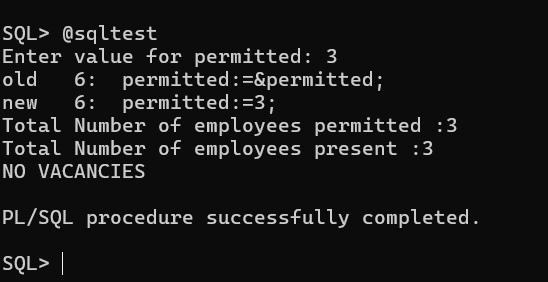 SQL> @sqltest
Enter value for permitted: 3
old   6:  permitted:=&permitted;
new   6:  permitted:=3;
Total Number of employees permitted :3
Total Number of employees present :3
NO VACANCIES
PL/SQL procedure successfully completed.
SQL>